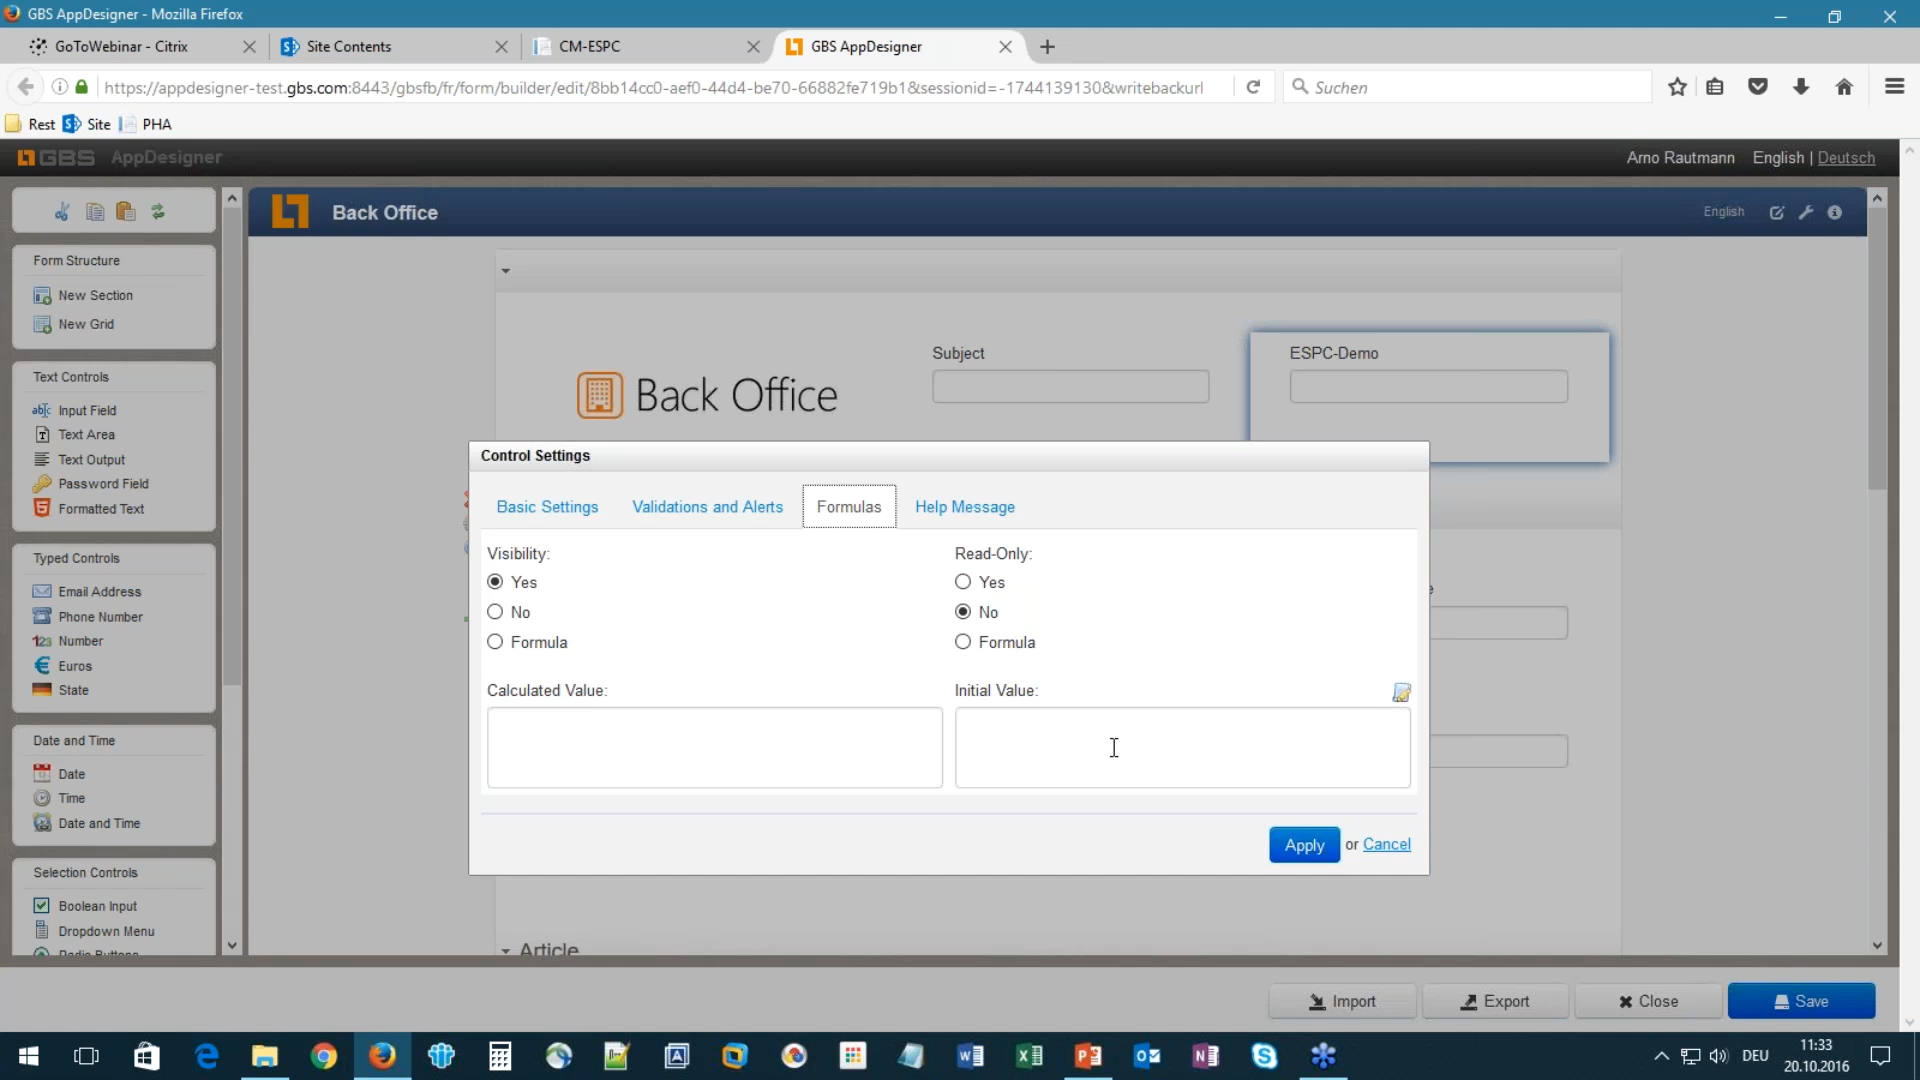 GBS AppDesigner - Mozilla Firefox
GoToWebinar - Citrix
Site Contents
CM-ESPC
GBS AppDesigner
https://appdesigner-test.gbs.com:8443/gbsfb/fr/form/builder/edit/8bb14cc0-aef0-44d4-be70-66882fe719b1&sessionid=-1744139130&writebackurl
Suchen
Rest
Site
PHA
GBS AppDesigner
Arno Rautmann English | Deutsch
Back Office
English
Form Structure
New Section
New Grid
Text Controls
Input Field
Text Area
Text Output
Password Field
Formatted Text
Typed Controls
Email Address
Phone Number
Number
Euros
State
Date and Time
Date
Time
Date and Time
Selection Controls
Boolean Input
Dropdown Menu
Radio Buttons
Back Office
Subject
ESPC-Demo
Control Settings
Basic Settings
Validations and Alerts
Formulas
Help Message
Visibility:
Yes
No
Formula
Read-Only:
Yes
No
Formula
Calculated Value:
Initial Value:
Apply or Cancel
Article
Import
Export
Close
Save
DEU
11:33
20.10.2016